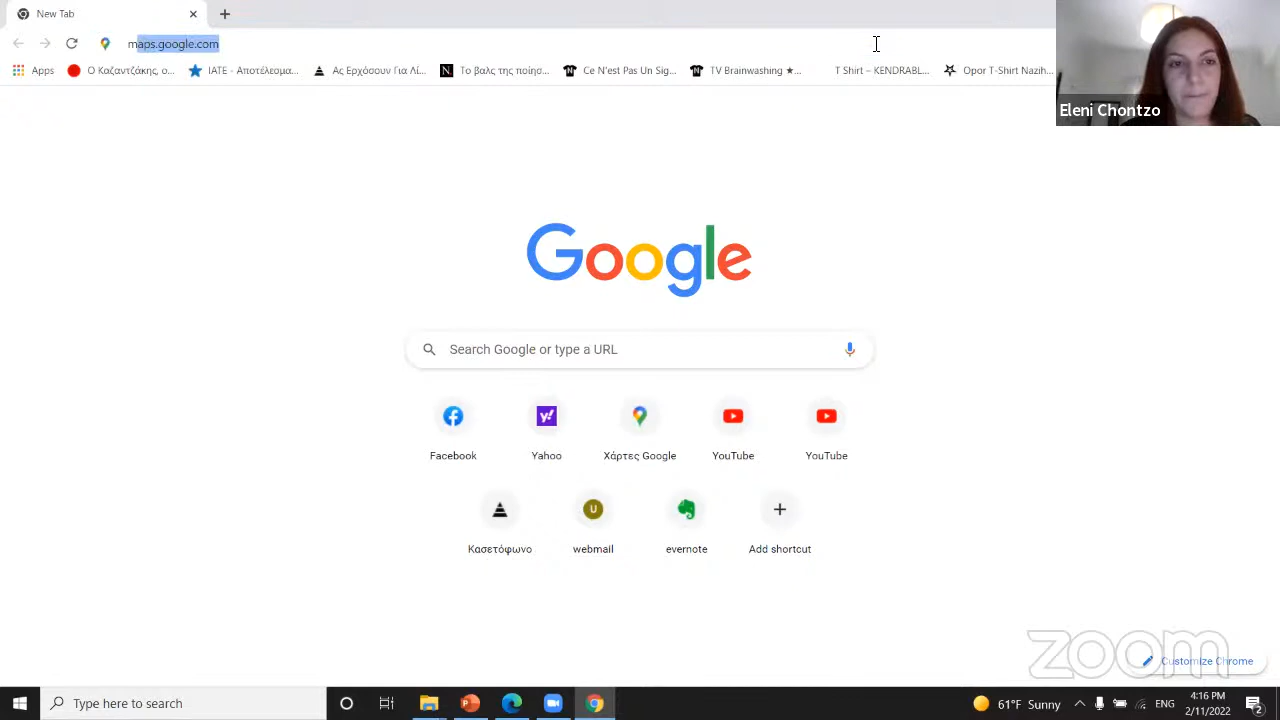 New Tab
maps.google.com
Apps
Ο Καζαντζάκης, ο...
IATE - Αποτέλεσμα...
Ας Ερχόσουν Για Λί...
Το βαλς της ποίησ...
Ce N'est Pas Un Sig...
TV Brainwashing ★...
T Shirt – KENDRABL...
Opor T-Shirt Nazih...
Eleni Chontzo
Google
Search Google or type a URL
Facebook
Yahoo
Χάρτες Google
YouTube
YouTube
Κασετόφωνο
U
webmail
evernote
Add shortcut
zoom
Customize Chrome
Type here to search
61°F Sunny
ENG
4:16 PM
2/11/2022
2